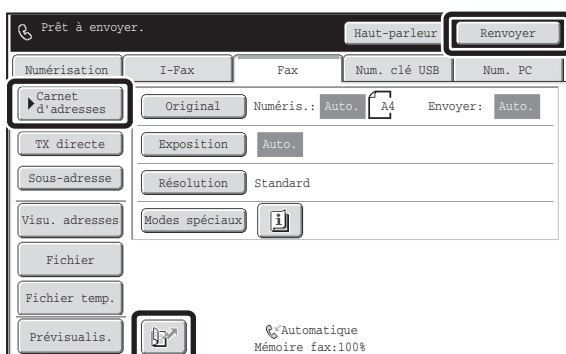 Prêt à envoyer.
Haut-parleur
Renvoyer
Numérisation
I-Fax
Fax
Num. clé USB
Num. PC
Carnet
d'adresses
Original
Numéris.: Auto. A4 Envoyer: Auto.
TX directe
Exposition
Auto.
Sous-adresse
Résolution
Standard
Visu. adresses
Modes spéciaux
Fichier
Fichier temp.
Prévisualis.
Automatique
Mémoire fax:100%